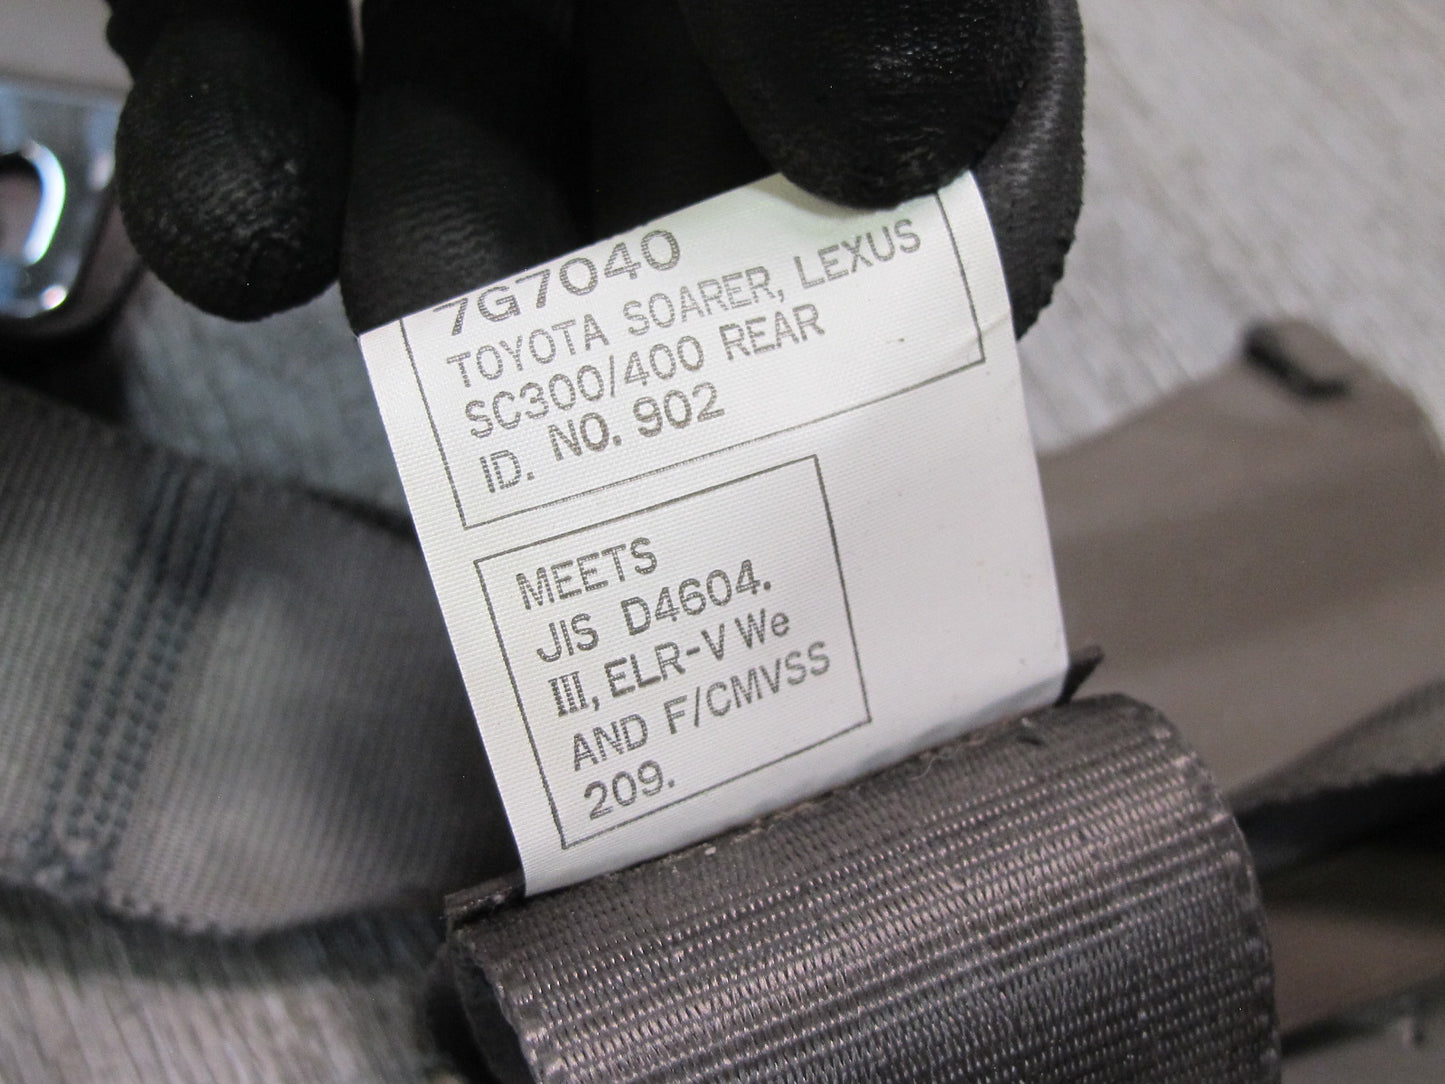 7G7040
TOYOTA SOARER, LEXUS
SC300/400 REAR
ID. NO. 902
MEETS
JIS D4604.
III, ELR-V We
AND F/CMVSS
209.